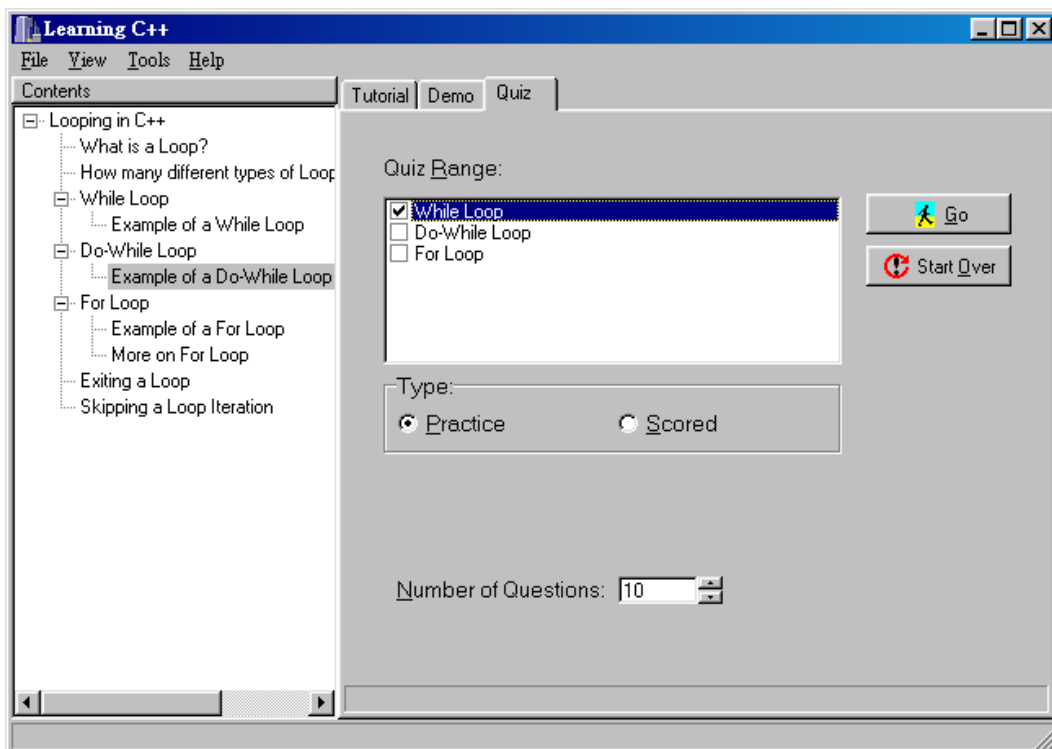 Learning C++
File View Tools Help
Contents
Looping in C++
What is a Loop?
How many different types of Loop
While Loop
Example of a While Loop
Do-While Loop
Example of a Do-While Loop
For Loop
Example of a For Loop
More on For Loop
Exiting a Loop
Skipping a Loop Iteration
Tutorial Demo Quiz
Quiz Range:
While Loop
Do-While Loop
For Loop
Go
Start Over
Type:
Practice Scored
Number of Questions: 10